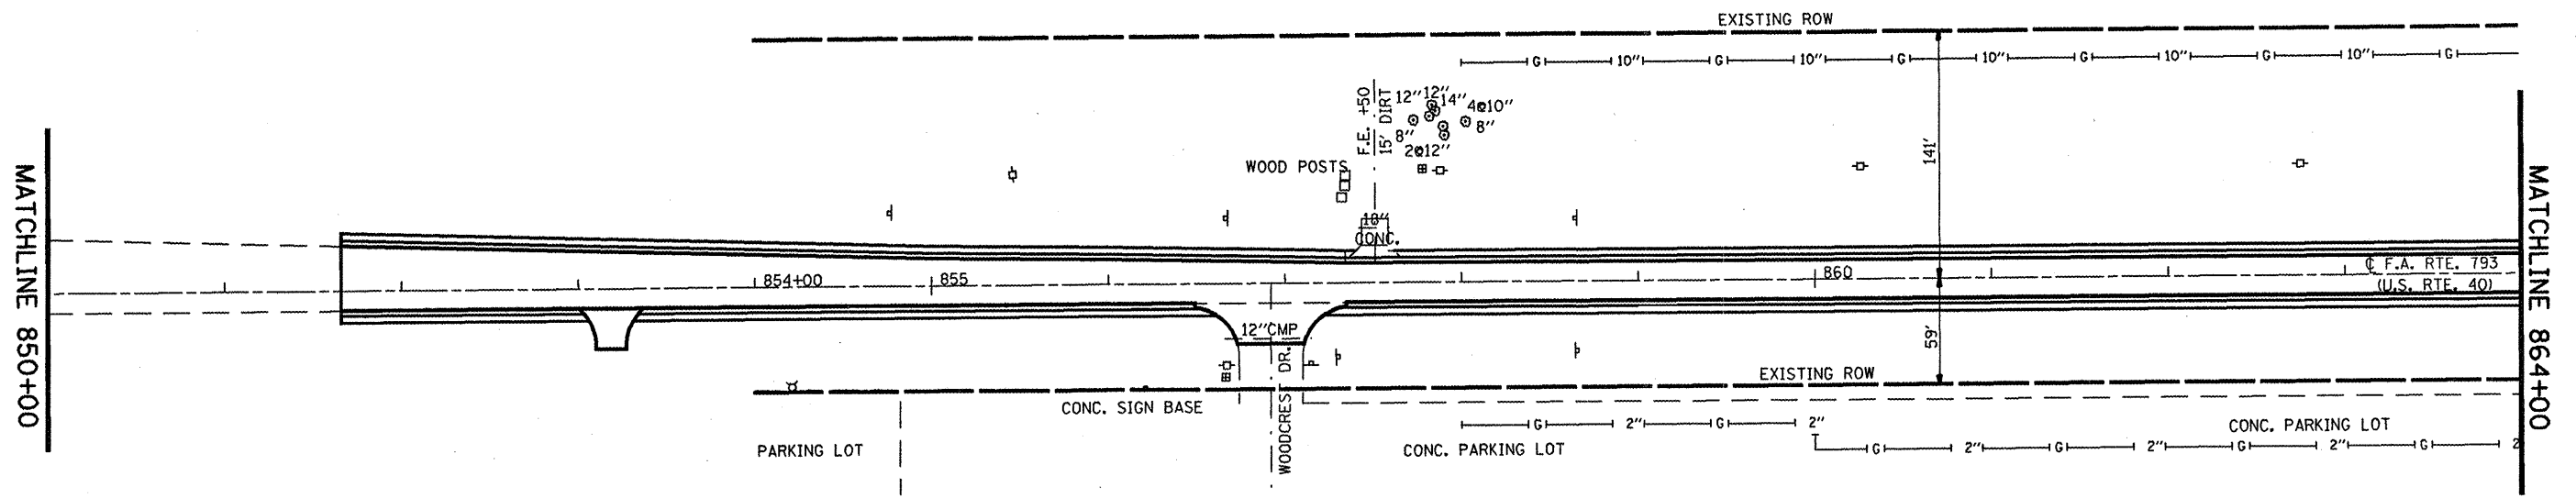 EXISTING ROW
G 10" G 10" G 10" G 10" G 10" G
F.E. +50
15' DIRT
12" 12"
14" 4@10"
8" 8"
2@12"
WOOD POSTS
141'
MATCHLINE 850+00
MATCHLINE 864+00
18"
CONC.
854+00 855 860
℄ F.A. RTE. 793
(U.S. RTE. 40)
12"CMP
59'
WOODCREST DR.
EXISTING ROW
CONC. SIGN BASE
G 2" G 2"
CONC. PARKING LOT
PARKING LOT
CONC. PARKING LOT
G 2" G 2" G 2" G 2